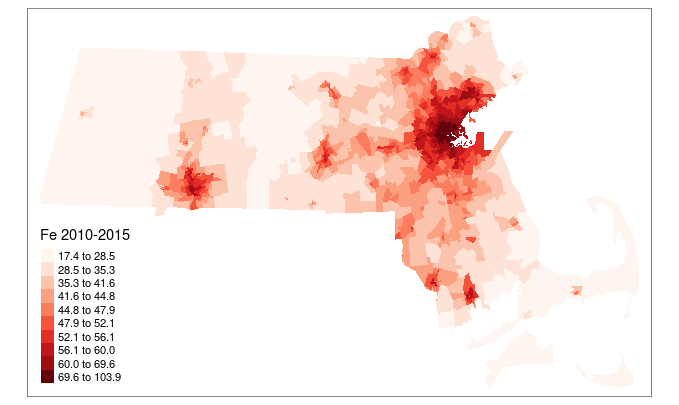 Fe 2010-2015
17.4 to 28.5
28.5 to 35.3
35.3 to 41.6
41.6 to 44.8
44.8 to 47.9
47.9 to 52.1
52.1 to 56.1
56.1 to 60.0
60.0 to 69.6
69.6 to 103.9